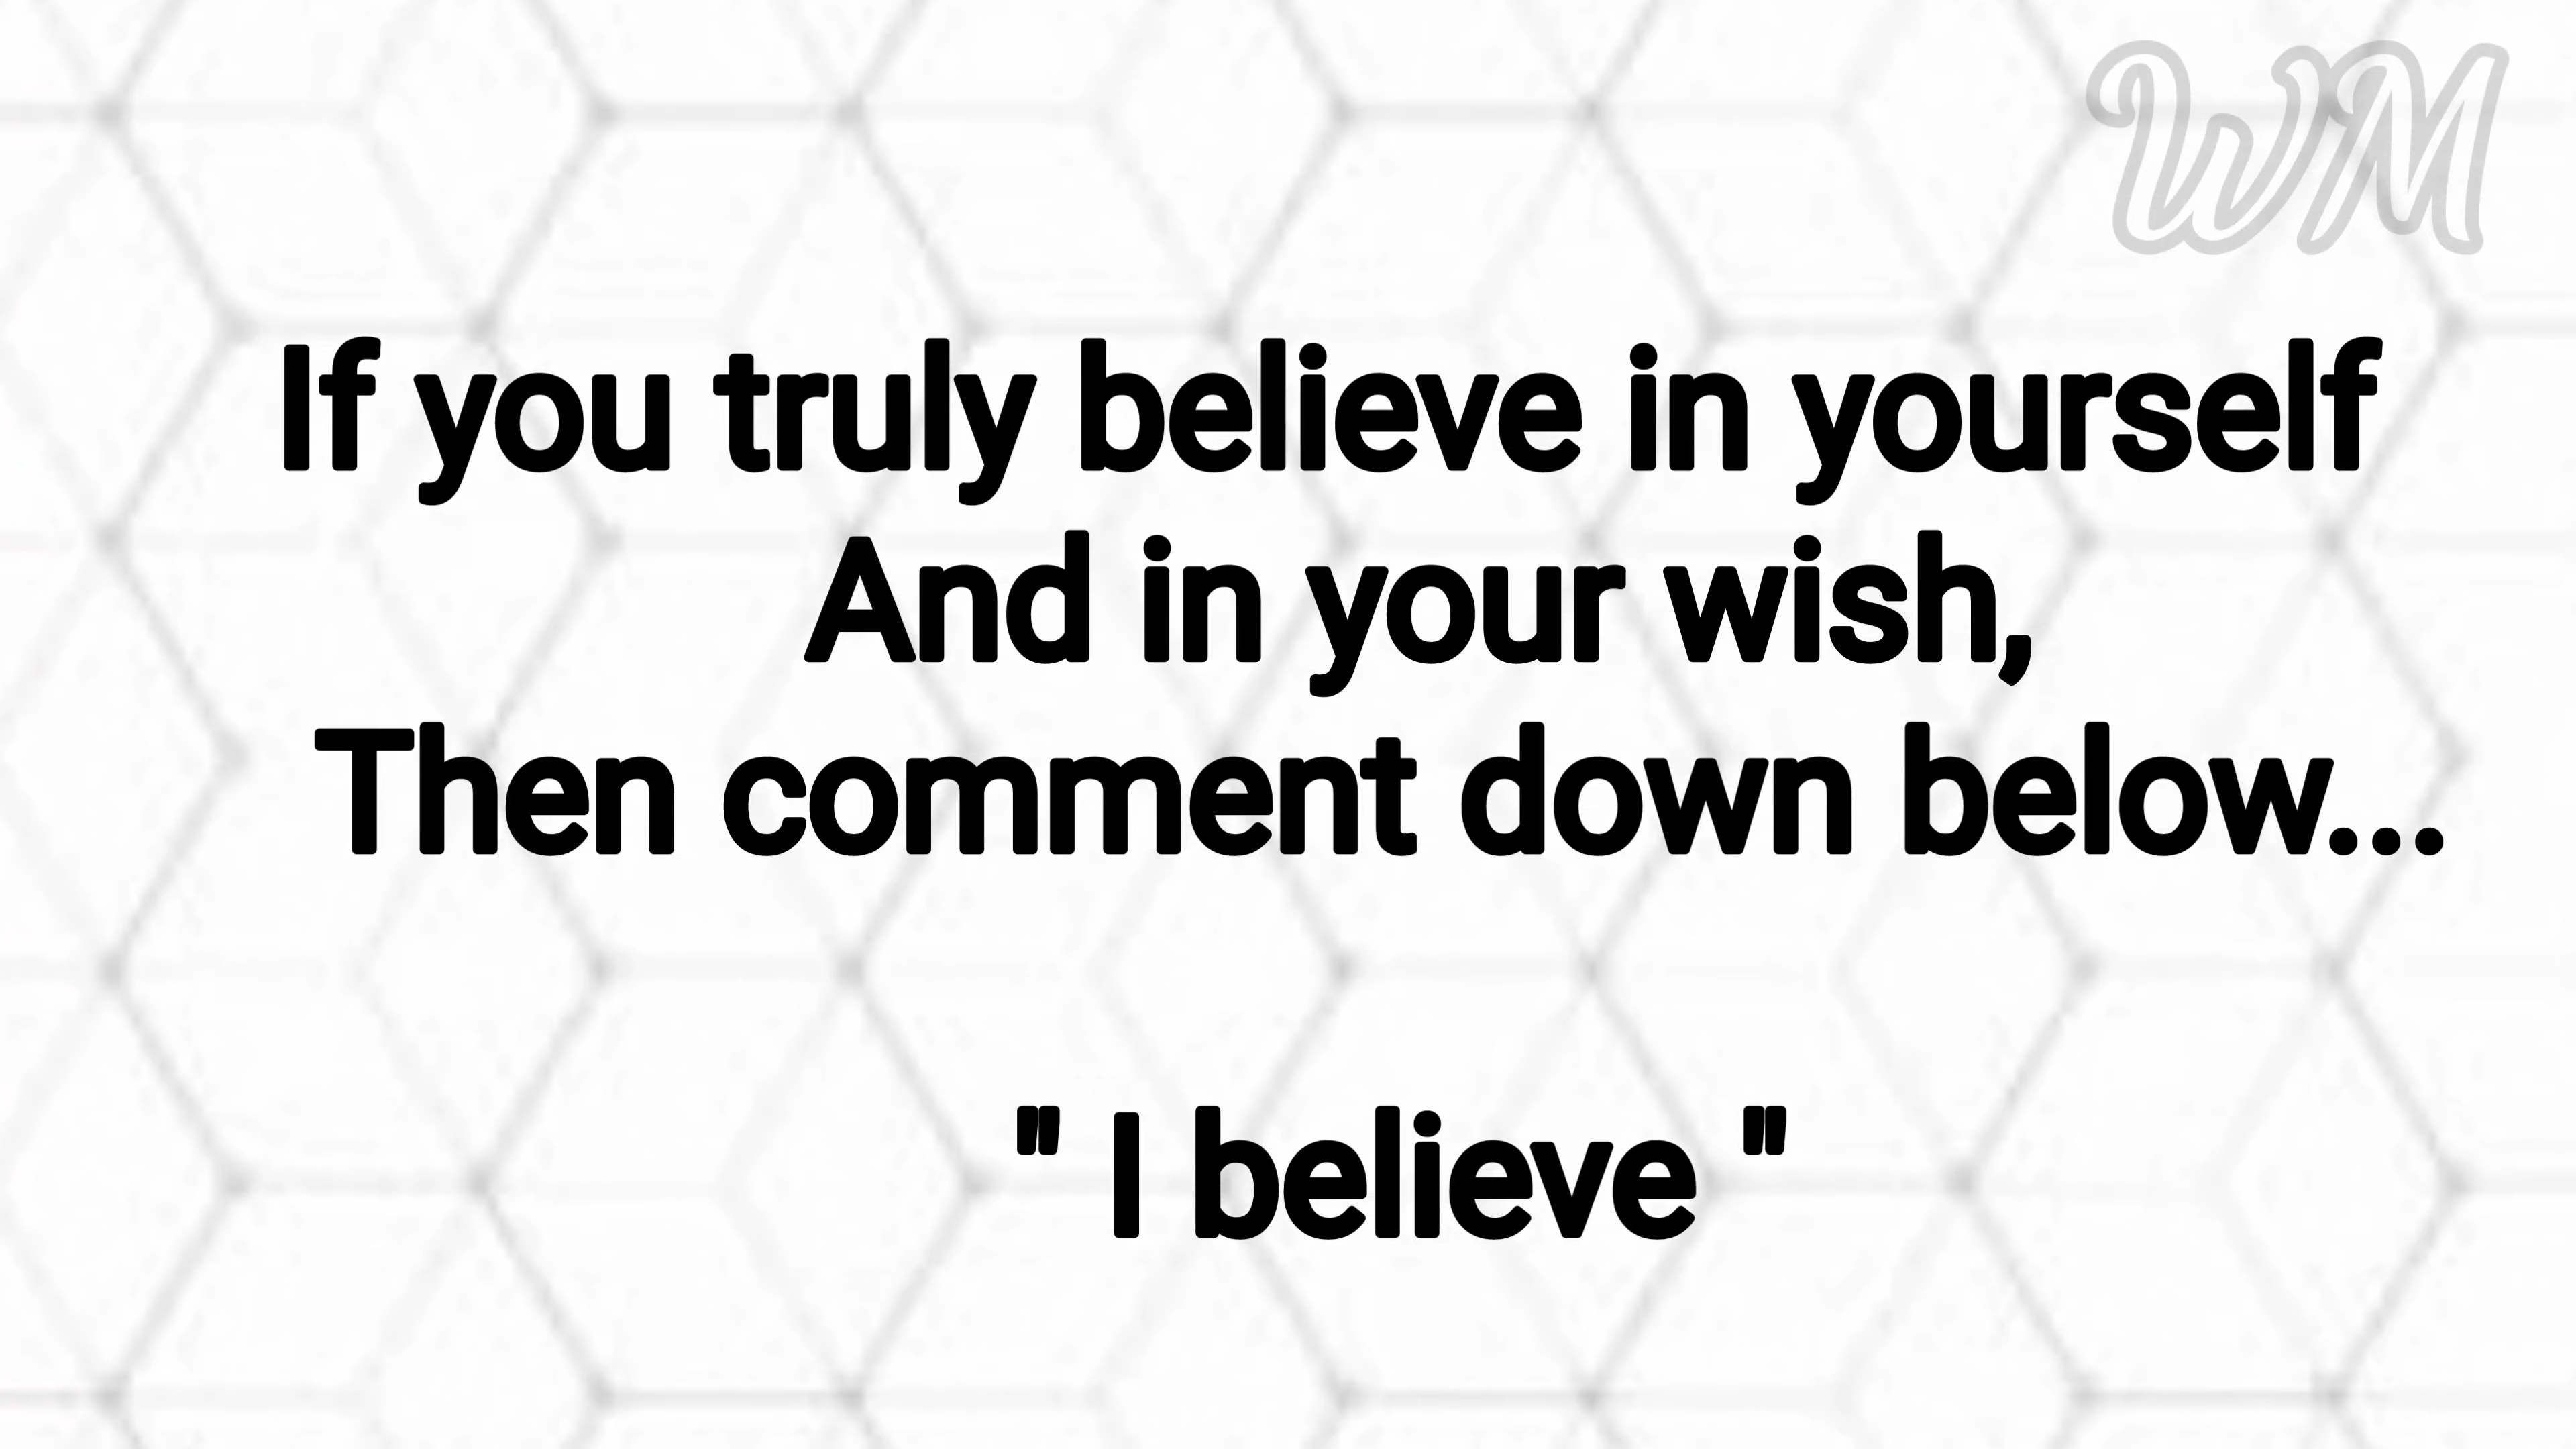 WM
If you truly believe in yourself
And in your wish,
Then comment down below...
" I believe "